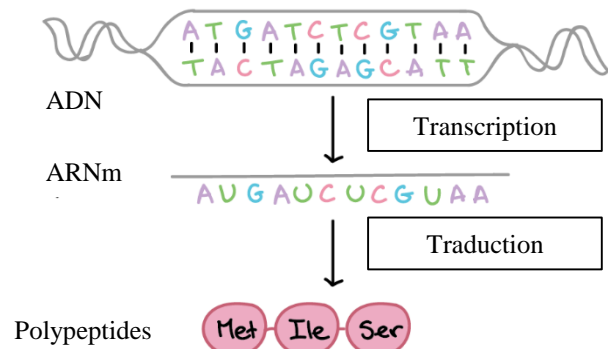 ATGATCTCGTAA
TACTAGAGCATT
ADN
Transcription
ARNm
AUGAUCUCGUAA
Traduction
Polypeptides
Met Ile Ser